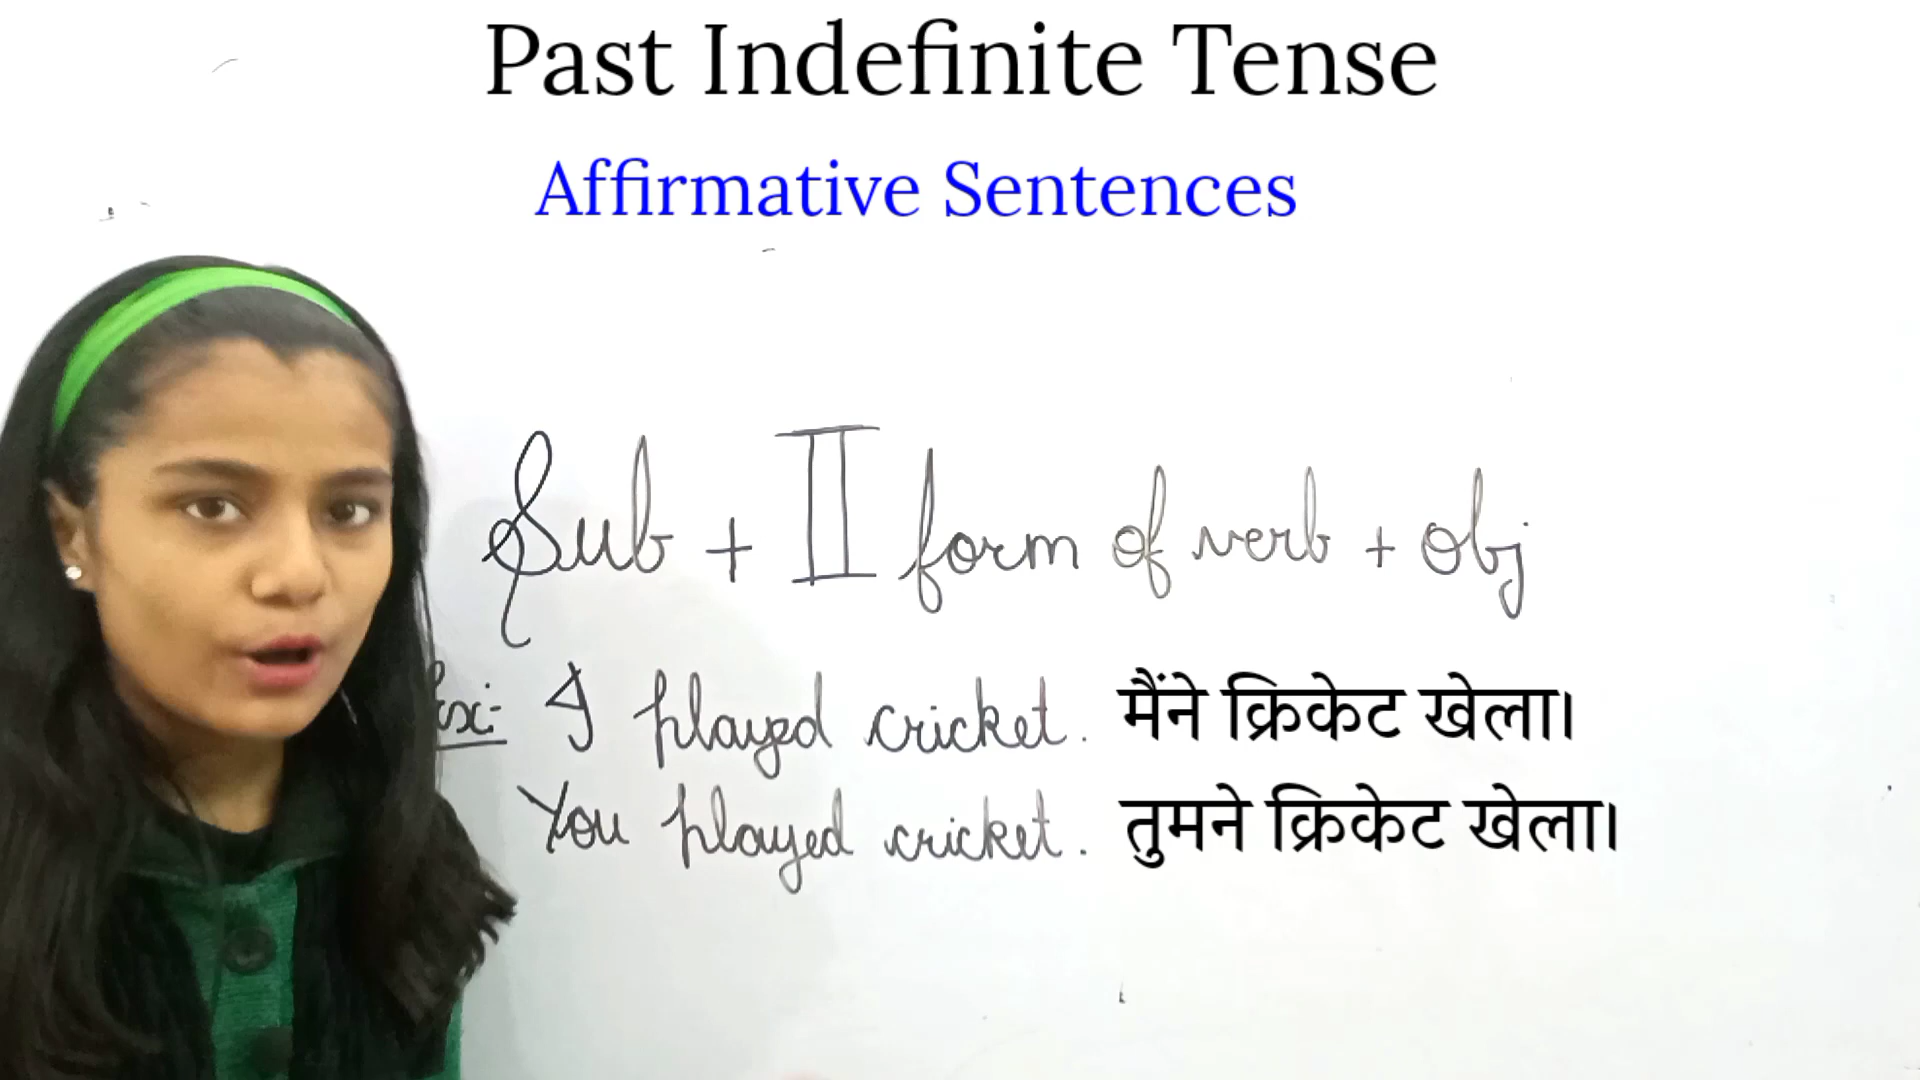 Past Indefinite Tense
Affirmative Sentences
Sub + II form of verb + obj
Ex:- I played cricket. मैंने क्रिकेट खेला।
You played cricket. तुमने क्रिकेट खेला।